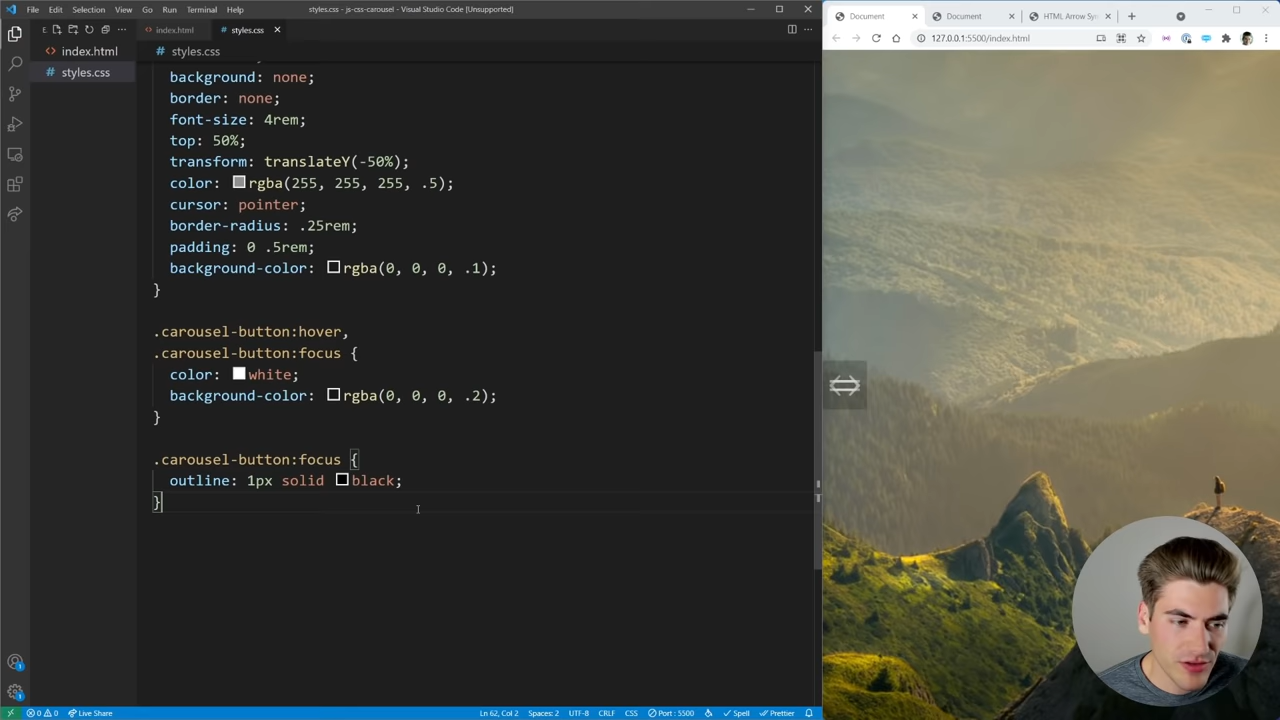 File Edit Selection View Go Run Terminal Help
styles.css - js-css-carousel - Visual Studio Code [Unsupported]
index.html
styles.css
index.html
styles.css
styles.css
background: none;
border: none;
font-size: 4rem;
top: 50%;
transform: translateY(-50%);
color: rgba(255, 255, 255, .5);
cursor: pointer;
border-radius: .25rem;
padding: 0 .5rem;
background-color: rgba(0, 0, 0, .1);
}
.carousel-button:hover,
.carousel-button:focus {
color: white;
background-color: rgba(0, 0, 0, .2);
}
.carousel-button:focus {
outline: 1px solid black;
}
Document
Document
HTML Arrow Sy
127.0.0.1:5500/index.html
0 0 Live Share
Ln 62, Col 2 Spaces: 2 UTF-8 CRLF CSS Port : 5500 Spell Prettier